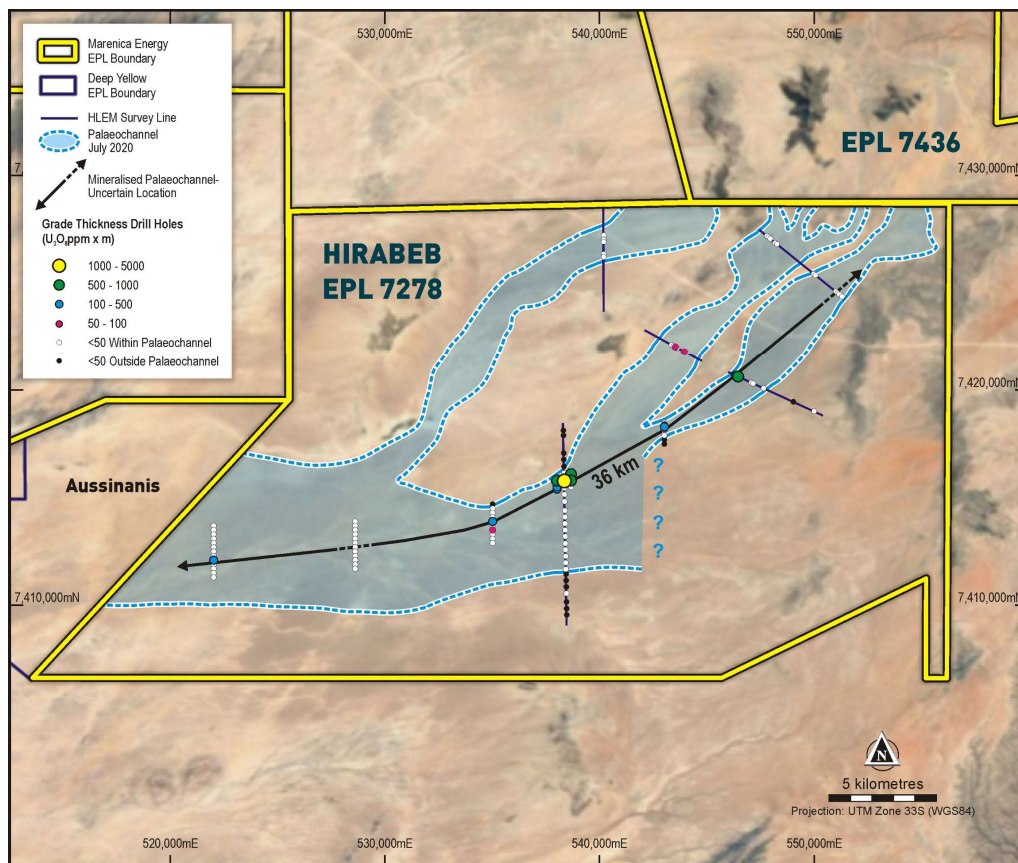 530,000mE
540,000mE
550,000mE
Marenica Energy
EPL Boundary
Deep Yellow
EPL Boundary
HLEM Survey Line
Palaeochannel
July 2020
Mineralised Palaeochannel-
Uncertain Location
Grade Thickness Drill Holes
(U₃O₈ppm x m)
1000 - 5000
500 - 1000
100 - 500
50 - 100
<50 Within Palaeochannel
<50 Outside Palaeochannel
EPL 7436
7,430,000mN
HIRABEB
EPL 7278
7,420,000mN
36 km
?
?
?
?
Aussinanis
7,410,000mN
7,410,000mN
N
5 kilometres
Projection: UTM Zone 33S (WGS84)
520,000mE
530,000mE
540,000mE
550,000mE